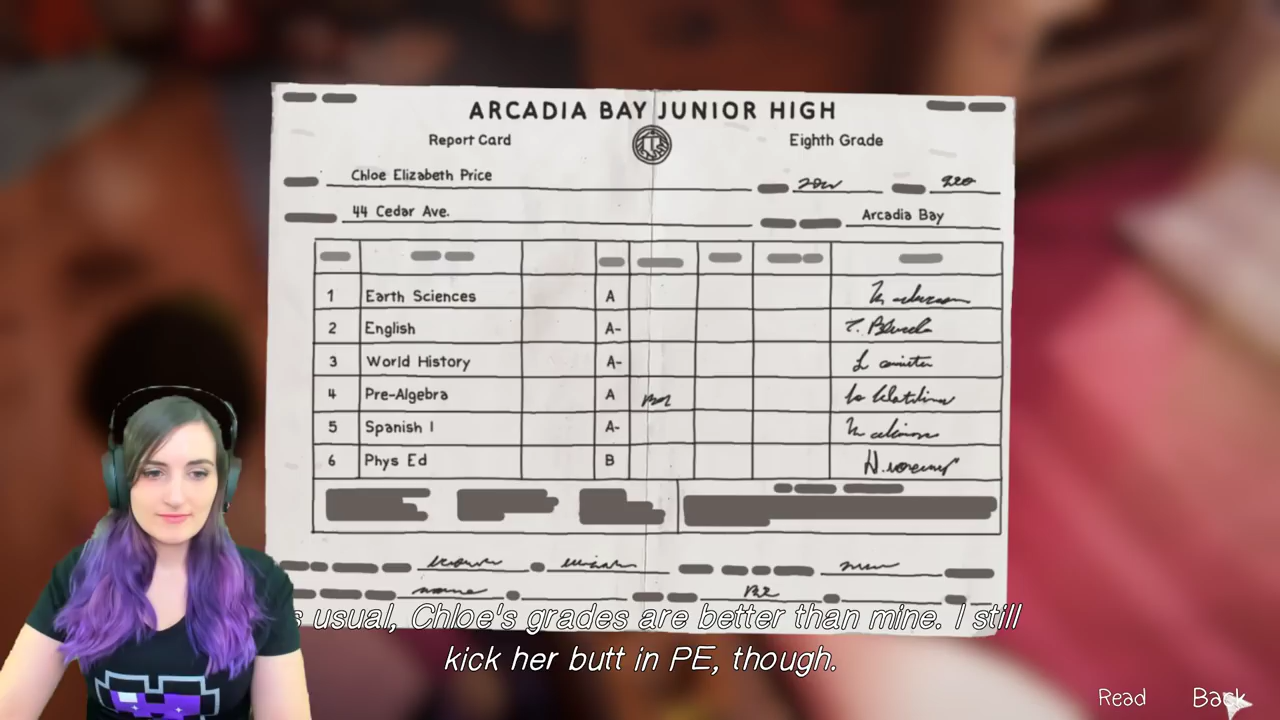 ARCADIA BAY JUNIOR HIGH
Report Card
Eighth Grade
Chloe Elizabeth Price
44 Cedar Ave.
Arcadia Bay
1 Earth Sciences A
2 English A-
3 World History A-
4 Pre-Algebra A
5 Spanish I A-
6 Phys Ed B
usual, Chloe's grades are better than mine. I still
kick her butt in PE, though.
Read Back